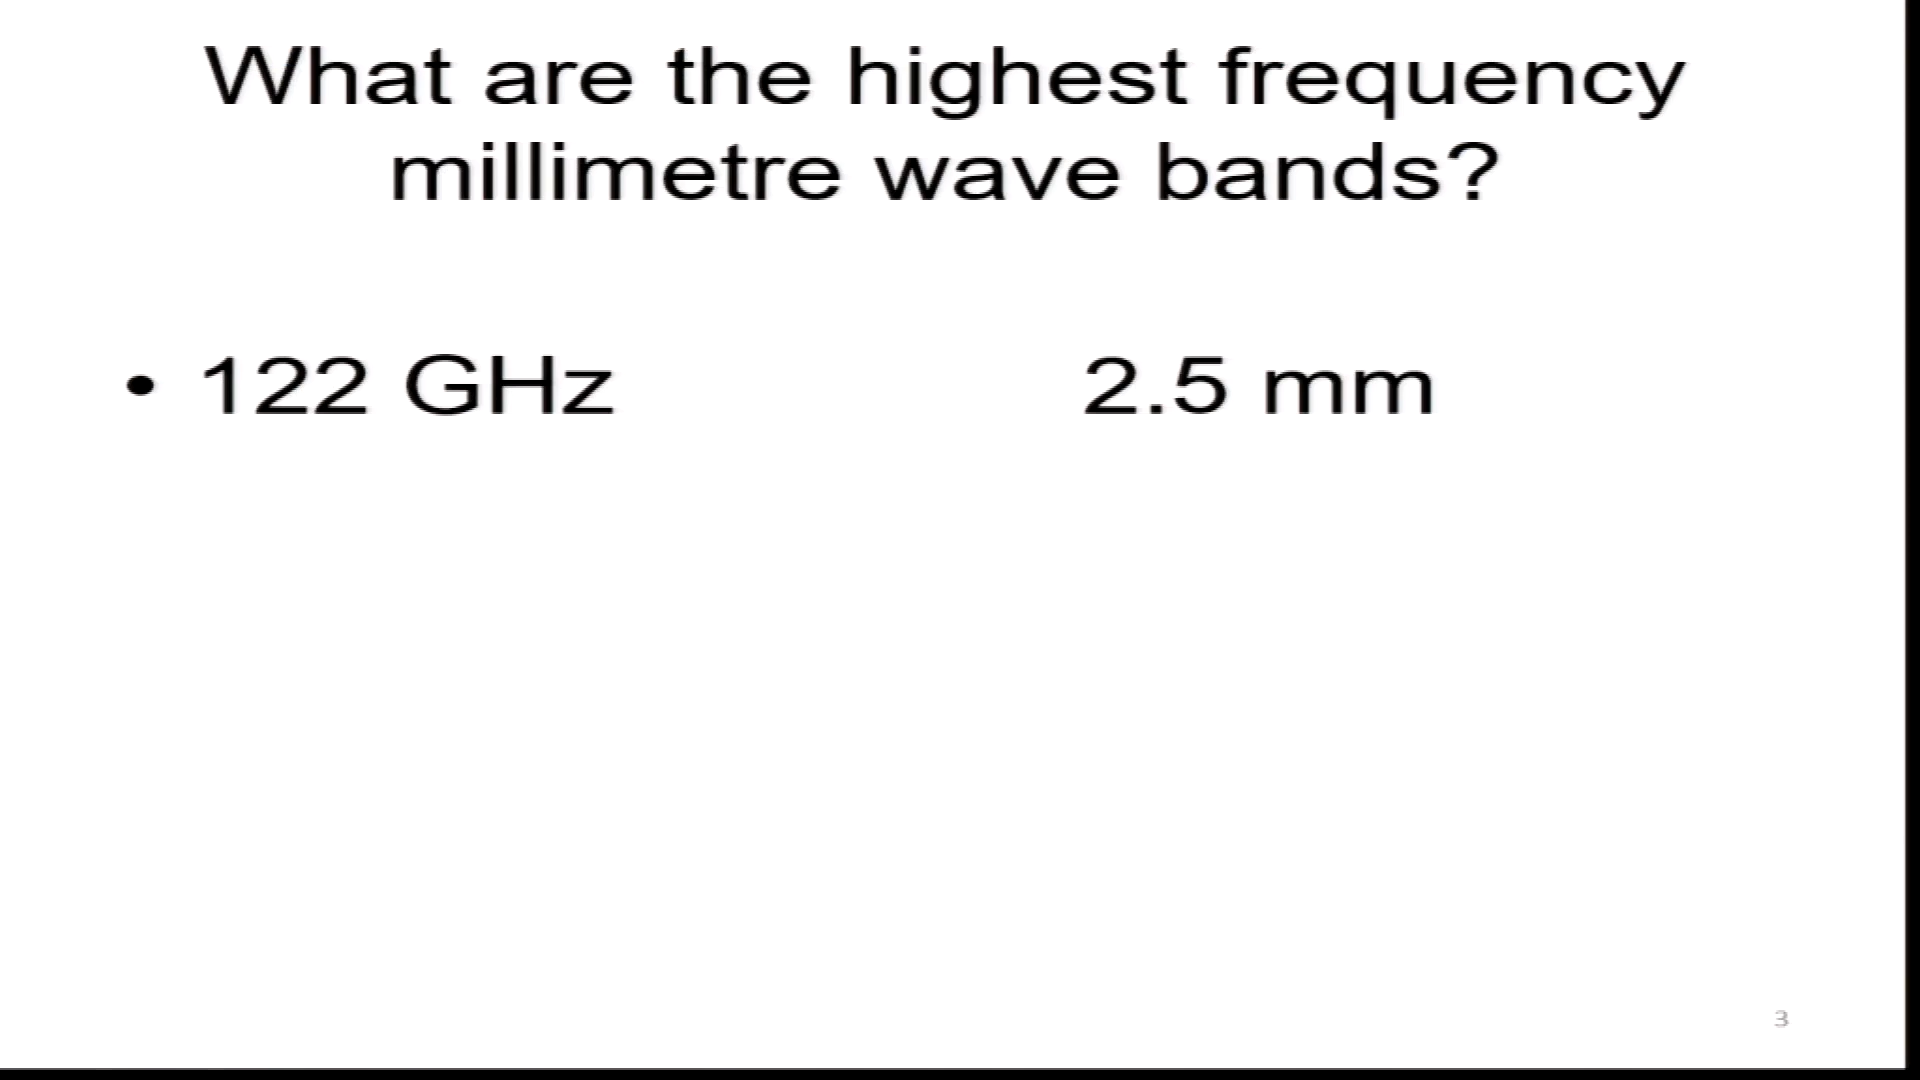 What are the highest frequency
millimetre wave bands?
• 122 GHz 2.5 mm
3